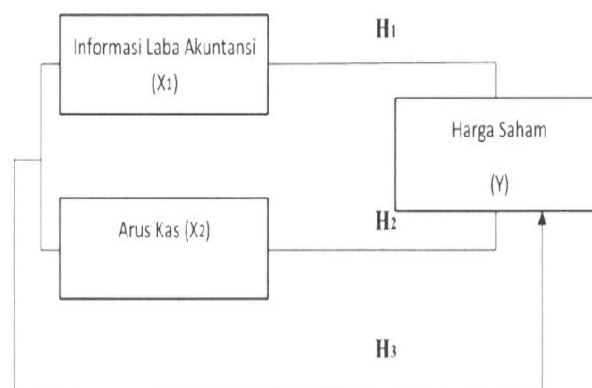 H1
Informasi Laba Akuntansi
(X1)
Harga Saham
(Y)
H2
Arus Kas (X2)
H3